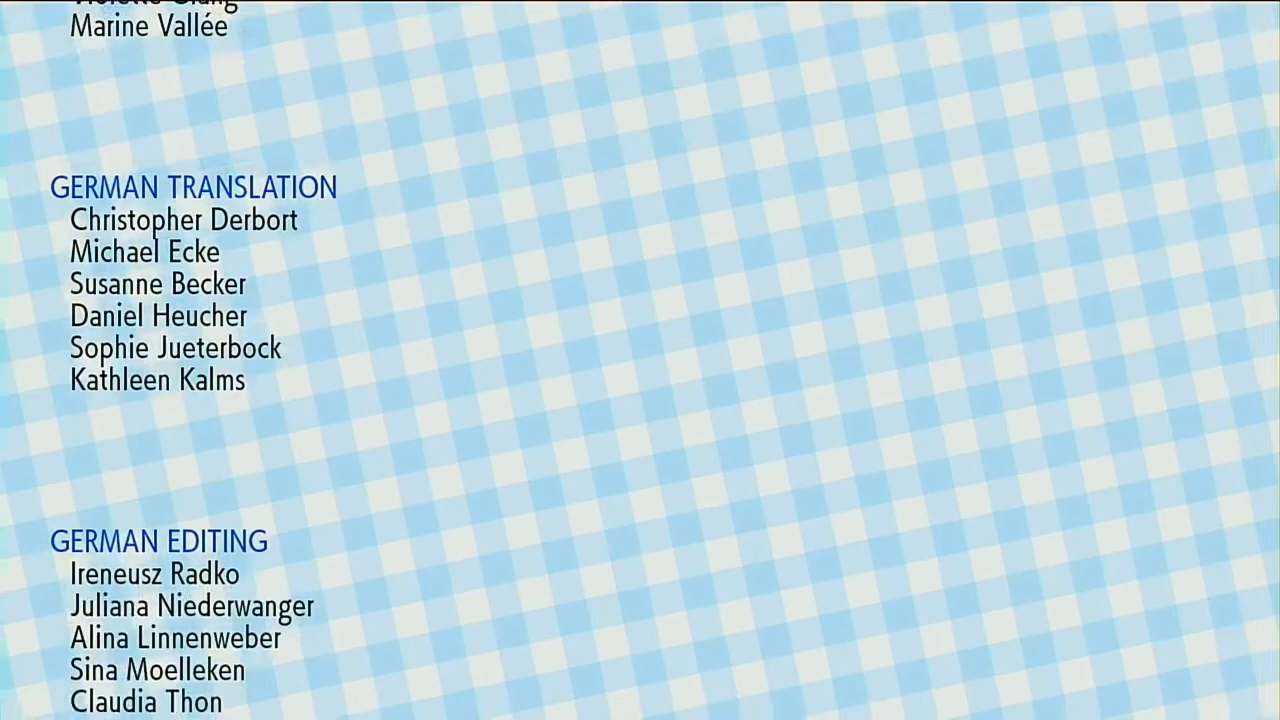 Marine Vallée
GERMAN TRANSLATION
Christopher Derbort
Michael Ecke
Susanne Becker
Daniel Heucher
Sophie Jueterbock
Kathleen Kalms
GERMAN EDITING
Ireneusz Radko
Juliana Niederwanger
Alina Linnenweber
Sina Moelleken
Claudia Thon